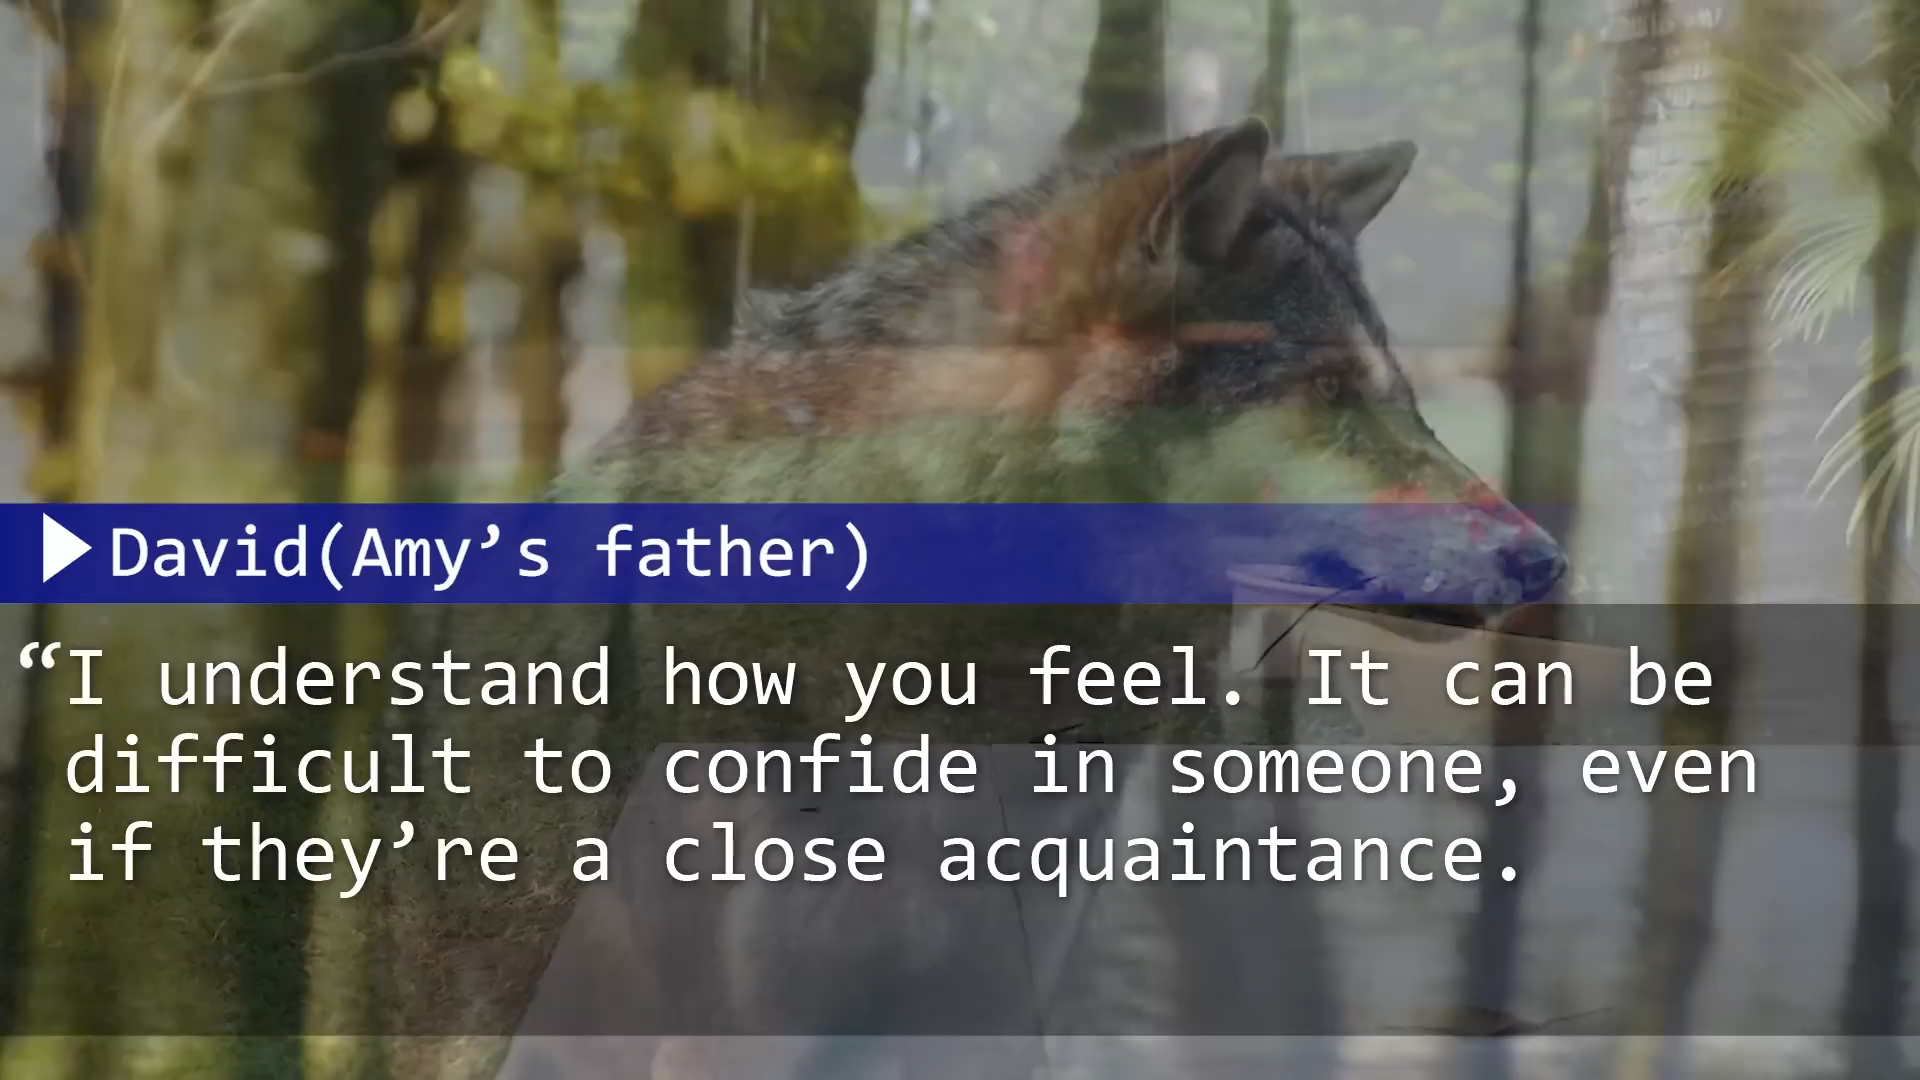 David(Amy’s father)
“I understand how you feel. It can be
difficult to confide in someone, even
if they’re a close acquaintance.